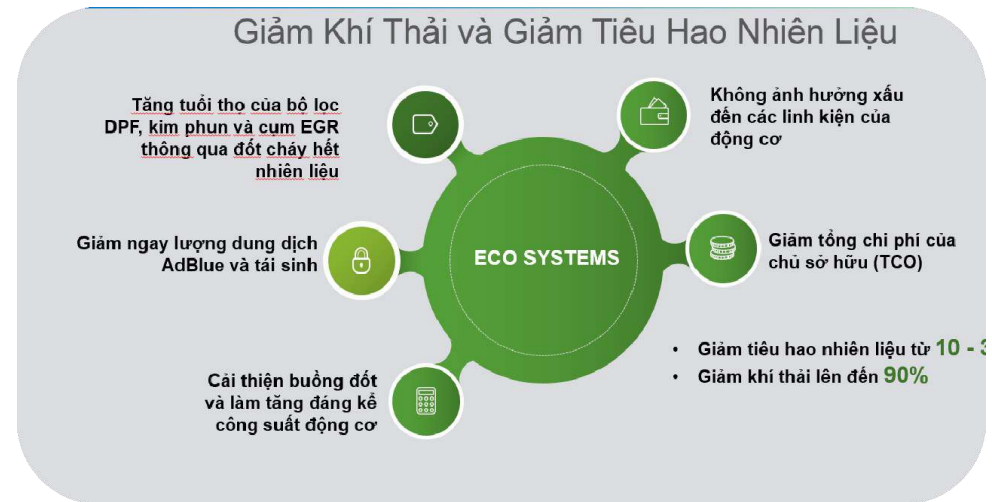 Giảm Khí Thải và Giảm Tiêu Hao Nhiên Liệu
Tăng tuổi thọ của bộ lọc
DPF, kim phun và cụm EGR
thông qua đốt cháy hết
nhiên liệu
Không ảnh hưởng xấu
đến các linh kiện của
động cơ
Giảm ngay lượng dung dịch
AdBlue và tái sinh
ECO SYSTEMS
Giảm tổng chi phí của
chủ sở hữu (TCO)
Cải thiện buồng đốt
và làm tăng đáng kể
công suất động cơ
• Giảm tiêu hao nhiên liệu từ 10 -
• Giảm khí thải lên đến 90%